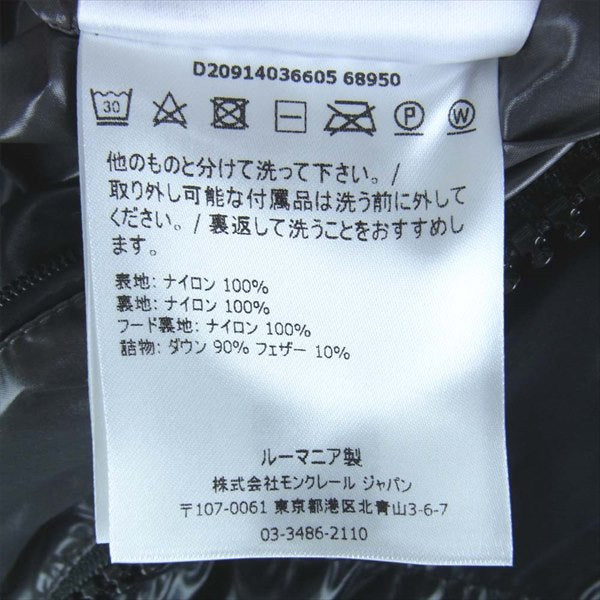 D20914036605 68950
30 P W
他のものと分けて洗って下さい。/
取り外し可能な付属品は洗う前に外して
ください。/ 裏返して洗うことをおすすめし
ます。
表地: ナイロン 100%
裏地: ナイロン 100%
フード裏地: ナイロン 100%
詰物: ダウン 90% フェザー 10%
ルーマニア製
株式会社モンクレール ジャパン
〒107-0061 東京都港区北青山3-6-7
03-3486-2110